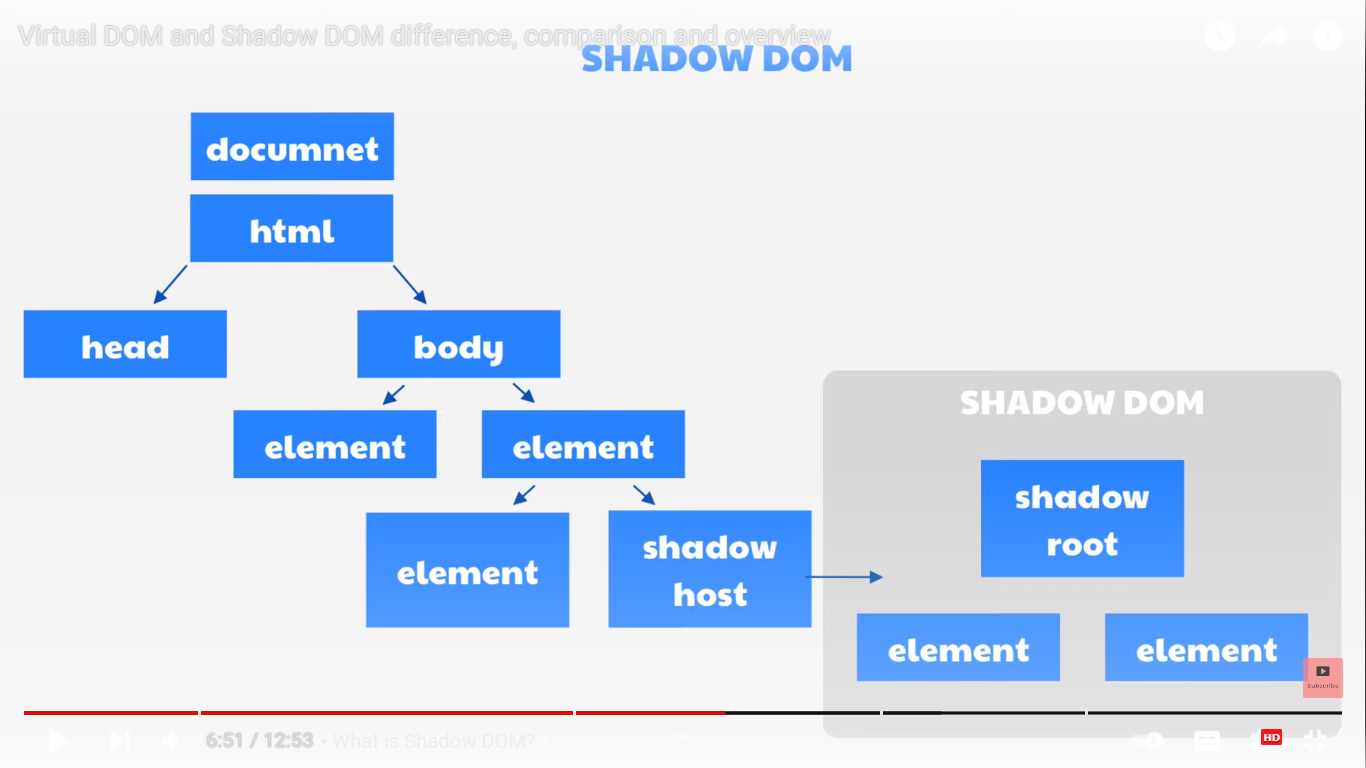 Virtual DOM and Shadow DOM difference, comparison and overview
SHADOW DOM
documnet
html
head
body
element
element
element
shadow
host
SHADOW DOM
shadow
root
element
element
Subscribe
6:51 / 12:53 • What is Shadow DOM?
HD